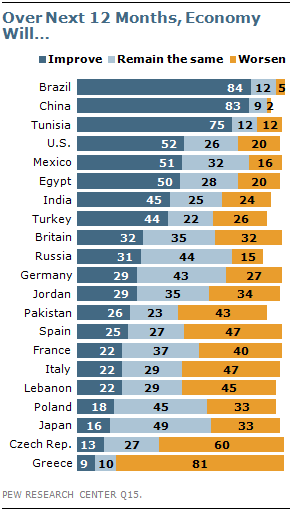 Over Next 12 Months, Economy
Will...
Improve Remain the same Worsen
Brazil 84 12 5
China 83 9 2
Tunisia 75 12 12
U.S. 52 26 20
Mexico 51 32 16
Egypt 50 28 20
India 45 25 24
Turkey 44 22 26
Britain 32 35 32
Russia 31 44 15
Germany 29 43 27
Jordan 29 35 34
Pakistan 26 23 43
Spain 25 27 47
France 22 37 40
Italy 22 29 47
Lebanon 22 29 45
Poland 18 45 33
Japan 16 49 33
Czech Rep. 13 27 60
Greece 9 10 81
PEW RESEARCH CENTER Q15.